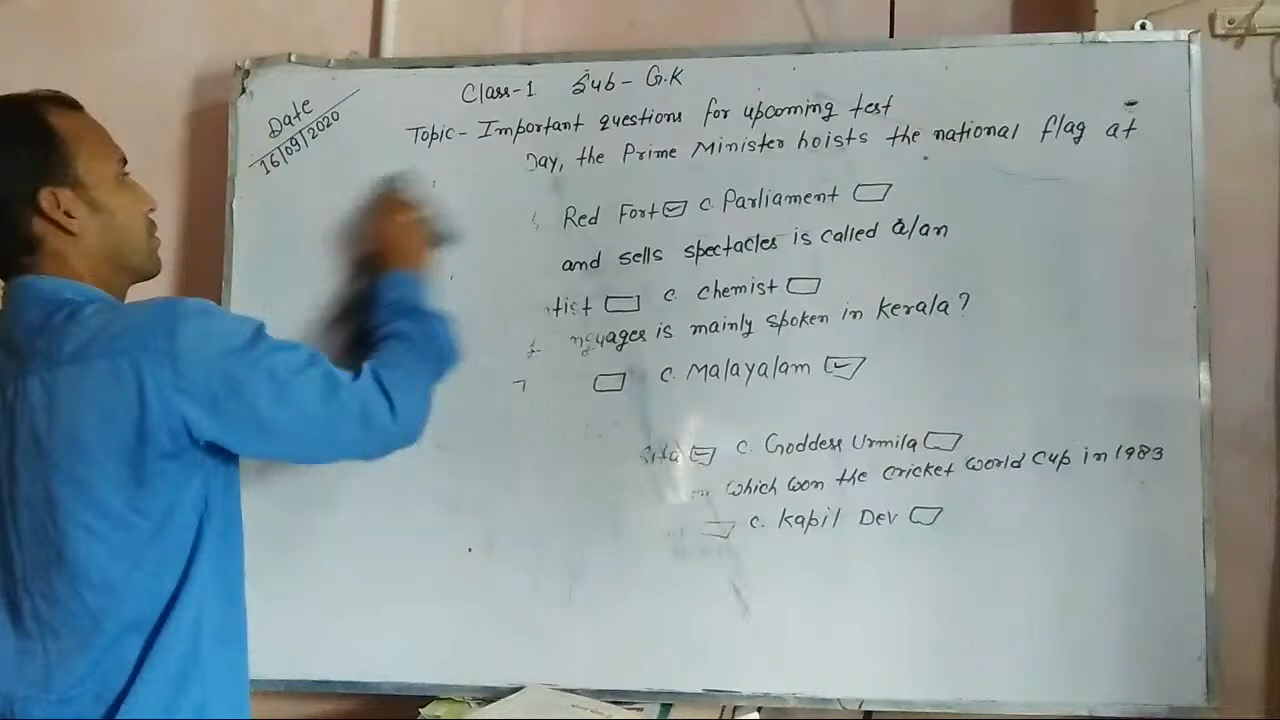 Date
16/09/2020
Class-1 Sub - G.K
Topic - Important questions for upcoming test
Day, the Prime Minister hoists the national flag at
Red Fort c. Parliament
and sells spectacles is called a/an
tist c. chemist
nguages is mainly spoken in kerala?
c. Malayalam
Sita c. Goddess Urmila
which won the cricket world Cup in 1983
c. Kapil Dev